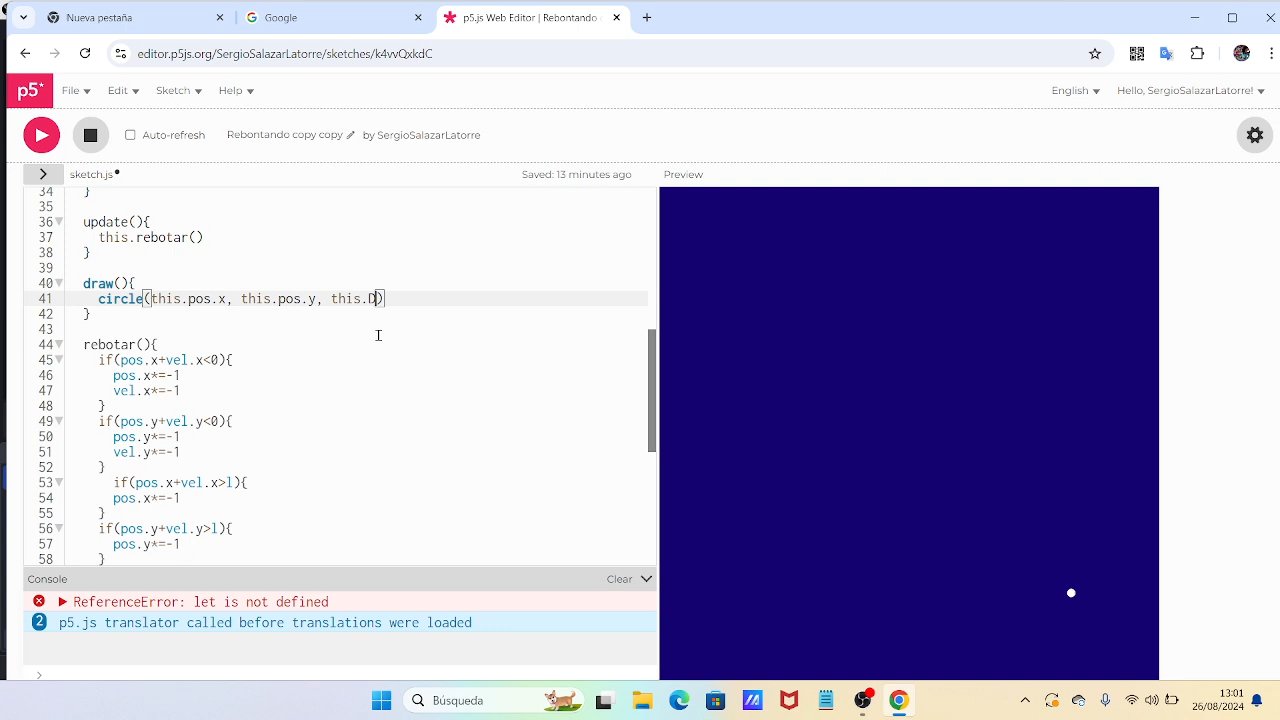 Nueva pestaña
Google
p5.js Web Editor | Rebontando
editor.p5js.org/SergioSalazarLatorre/sketches/k4vvQxkdC
p5*
File
Edit
Sketch
Help
English
Hello, SergioSalazarLatorre!
Auto-refresh
Rebontando copy copy
by SergioSalazarLatorre
sketch.js
Saved: 13 minutes ago
Preview
34 }
35
36 update(){
37 this.rebotar()
38 }
39
40 draw(){
41 circle(this.pos.x, this.pos.y, this.b)
42 }
43
44 rebotar(){
45 if(pos.x+vel.x<0){
46 pos.x*=-1
47 vel.x*=-1
48 }
49 if(pos.y+vel.y<0){
50 pos.y*=-1
51 vel.y*=-1
52 }
53 if(pos.x+vel.x>l){
54 pos.x*=-1
55 }
56 if(pos.y+vel.y>l){
57 pos.y*=-1
58 }
Console
Clear
ReferenceError: let is not defined
2 p5.js translator called before translations were loaded
>
Búsqueda
13:01
26/08/2024